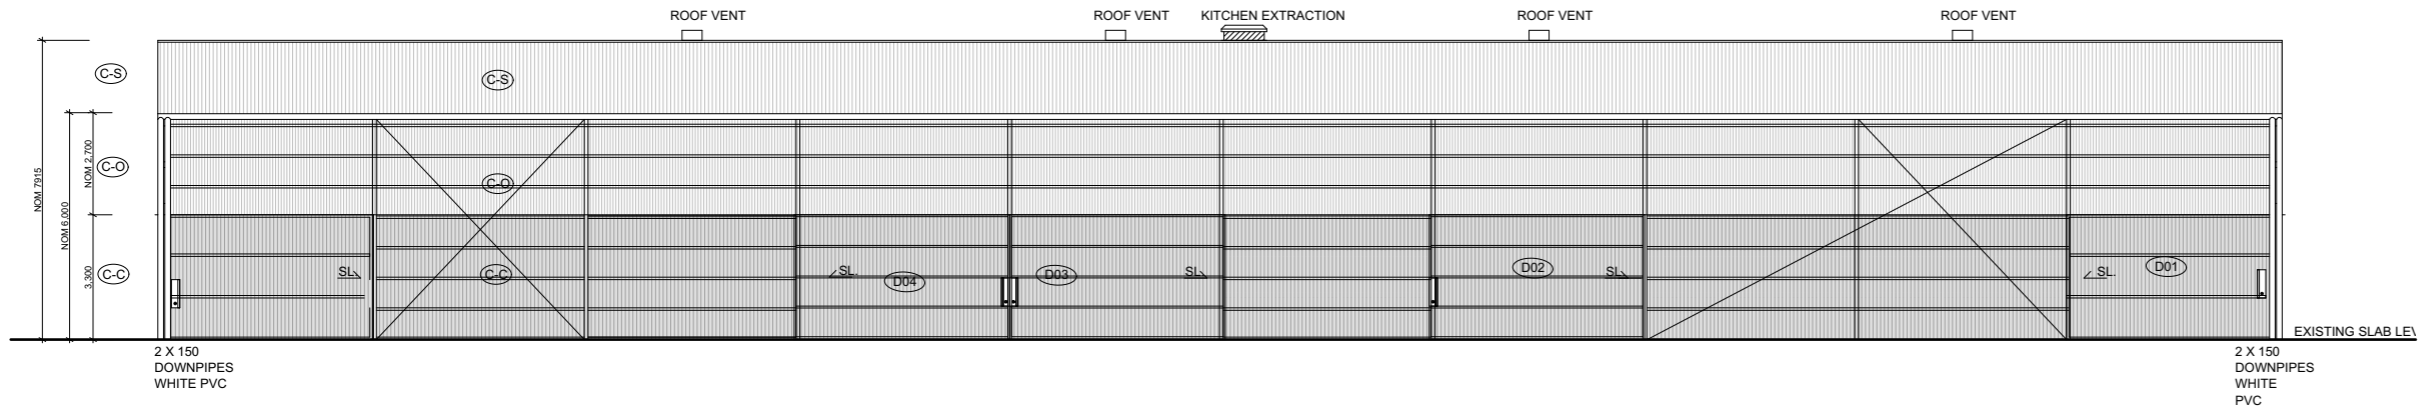 ROOF VENT
ROOF VENT
KITCHEN EXTRACTION
ROOF VENT
ROOF VENT
C-S
C-S
NOM 7915
NOM 6.000
NOM 2,700
C-O
C-O
3,300
C-C
SL
C-C
SL.
D04
D03
SL
D02
SL
SL.
D01
EXISTING SLAB LEV
2 X 150
DOWNPIPES
WHITE PVC
2 X 150
DOWNPIPES
WHITE
PVC